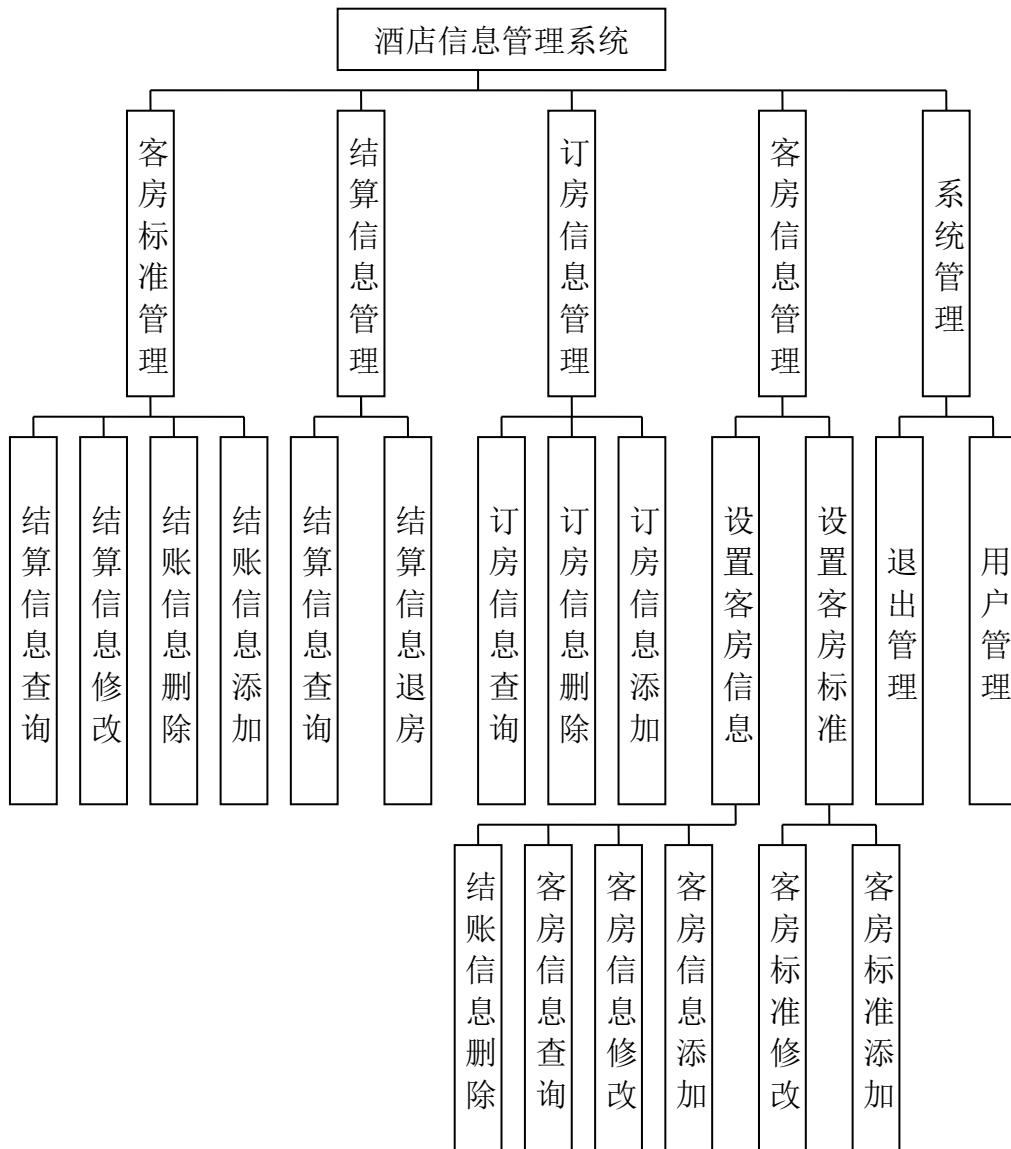 酒店信息管理系统
客房标准管理
结算信息管理
订房信息管理
客房信息管理
系统管理
结算信息查询
结算信息修改
结账信息删除
结账信息添加
结算信息查询
结算信息退房
订房信息查询
订房信息删除
订房信息添加
设置客房信息
设置客房标准
退出管理
用户管理
结账信息删除
客房信息查询
客房信息修改
客房信息添加
客房标准修改
客房标准添加